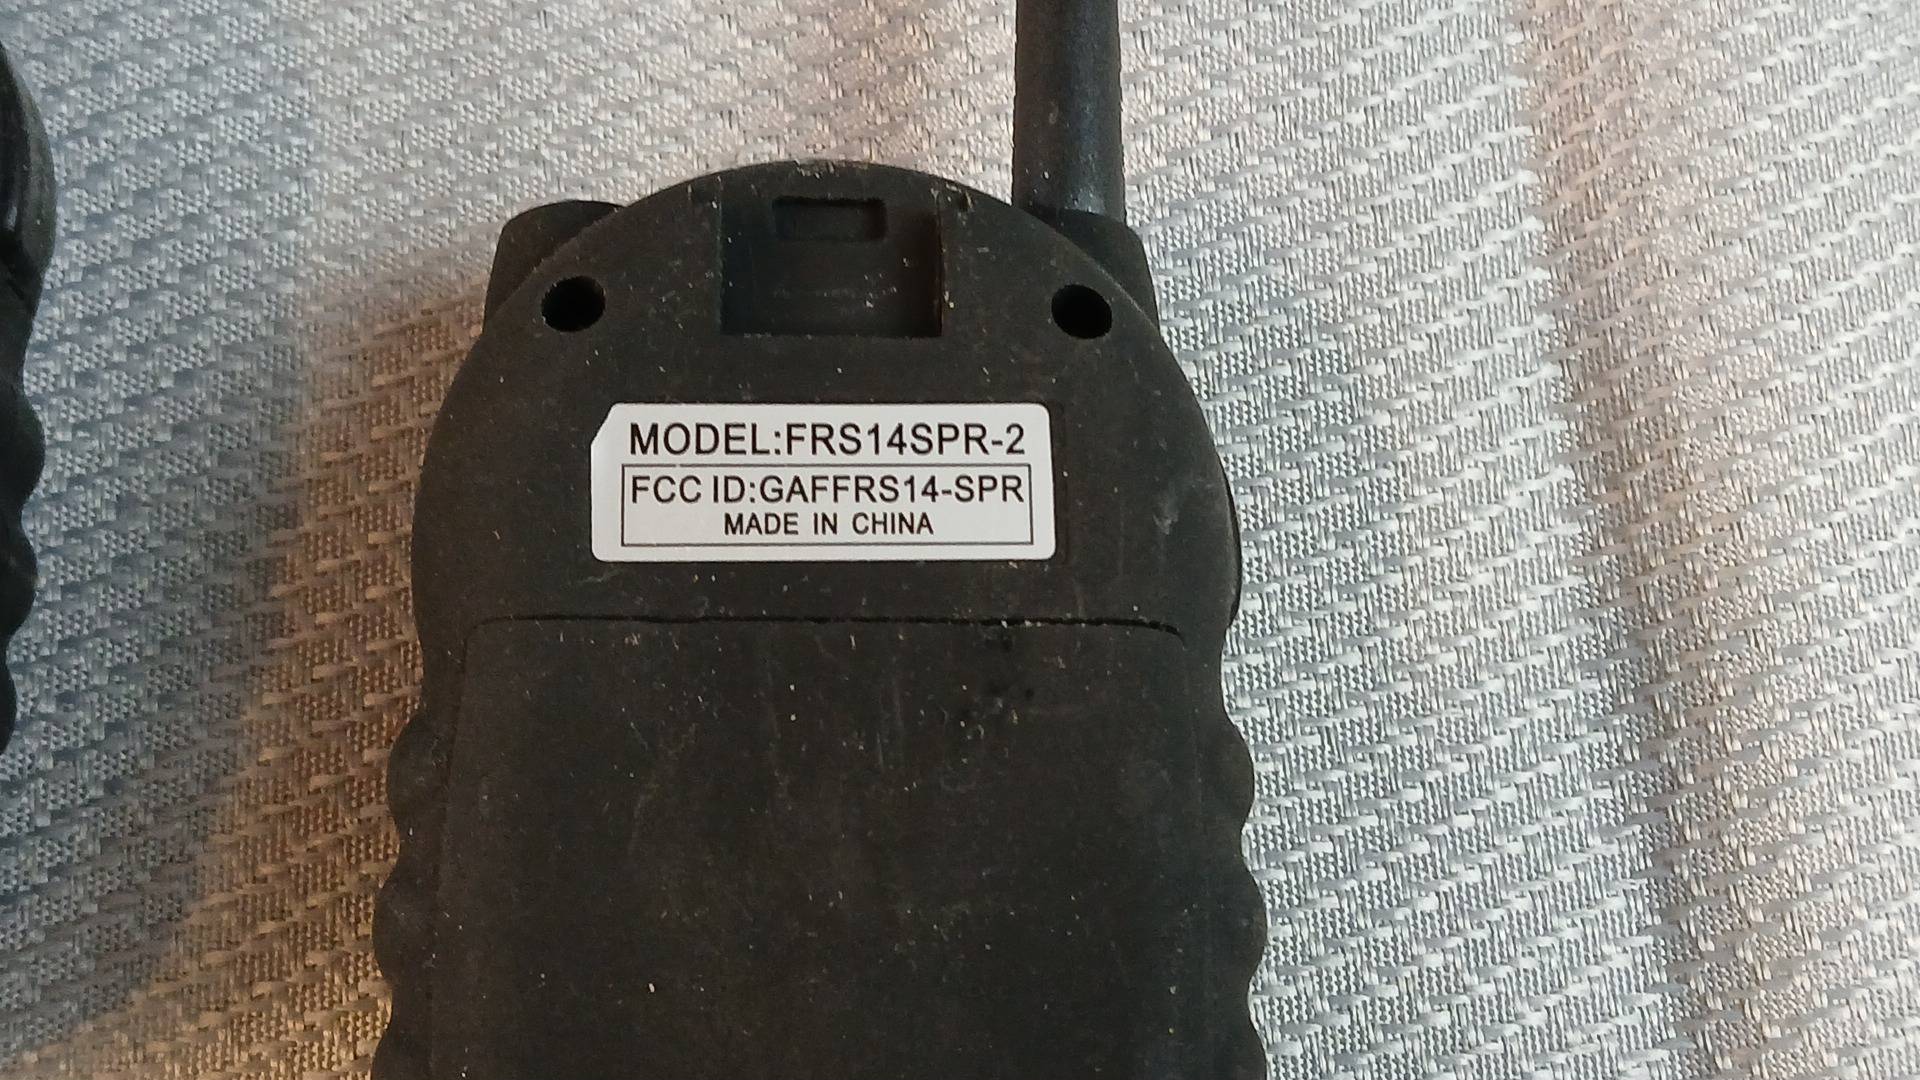 MODEL:FRS14SPR-2
FCC ID:GAFFRS14-SPR
MADE IN CHINA